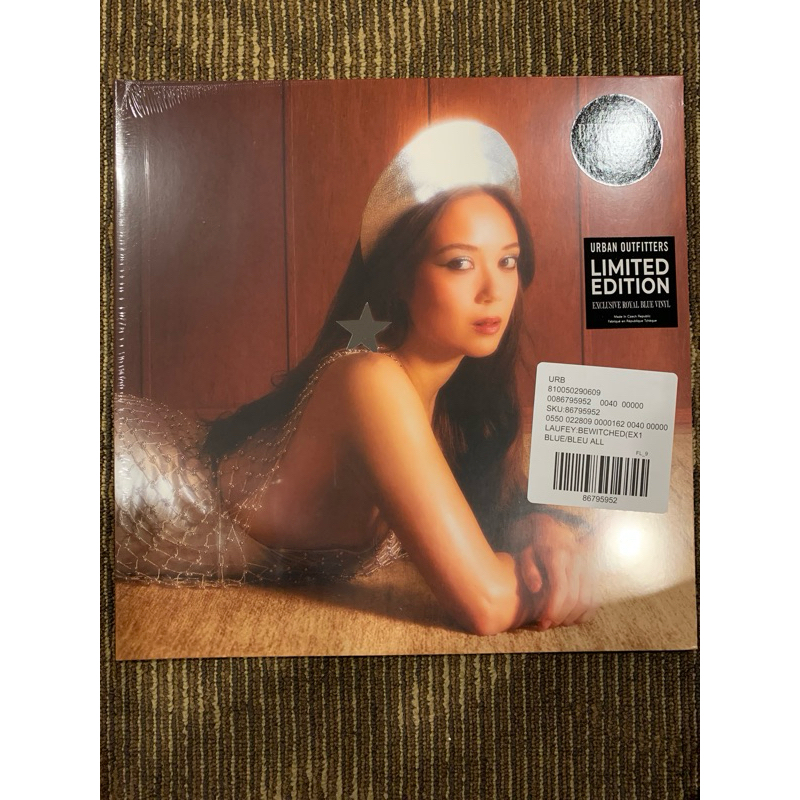 URBAN OUTFITTERS
LIMITED
EDITION
EXCLUSIVE ROYAL BLUE VINYL
Made in Czech Republic
Fabriqué en République Tchèque
URB
810050290609
0086795952 0040 00000
SKU:86795952
0550 022809 0000162 0040 00000
LAUFEY:BEWITCHED(EX1
BLUE/BLEU ALL
FL_9
86795952